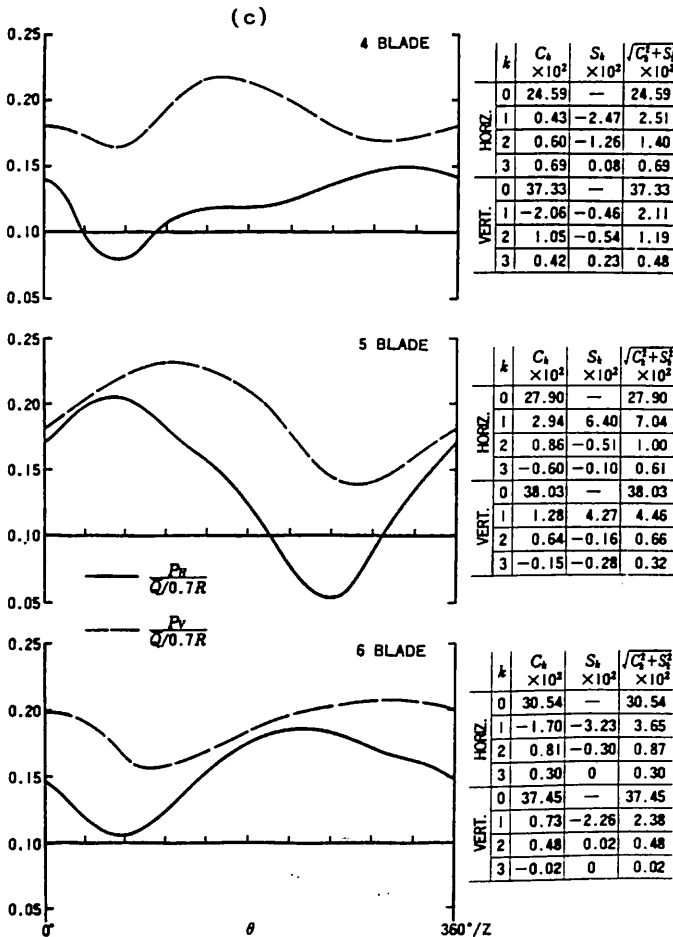 (c)
0.25
0.20
0.15
0.10
0.05
4 BLADE
k C_k ×10² S_k ×10² √C_k²+S_k² ×10²
HORIZ.
0 24.59 — 24.59
1 0.43 −2.47 2.51
2 0.60 −1.26 1.40
3 0.69 0.08 0.69
VERT.
0 37.33 — 37.33
1 −2.06 −0.46 2.11
2 1.05 −0.54 1.19
3 0.42 0.23 0.48
0.25
0.20
0.15
0.10
0.05
5 BLADE
P_H
Q/0.7R
P_V
Q/0.7R
k C_k ×10² S_k ×10² √C_k²+S_k² ×10²
HORIZ.
0 27.90 — 27.90
1 2.94 6.40 7.04
2 0.86 −0.51 1.00
3 −0.60 −0.10 0.61
VERT.
0 38.03 — 38.03
1 1.28 4.27 4.46
2 0.64 −0.16 0.66
3 −0.15 −0.28 0.32
6 BLADE
0.20
0.15
0.10
0.05
0° θ 360°/Z
k C_k ×10² S_k ×10² √C_k²+S_k² ×10²
HORIZ.
0 30.54 — 30.54
1 −1.70 −3.23 3.65
2 0.81 −0.30 0.87
3 0.30 0 0.30
VERT.
0 37.45 — 37.45
1 0.73 −2.26 2.38
2 0.48 0.02 0.48
3 −0.02 0 0.02